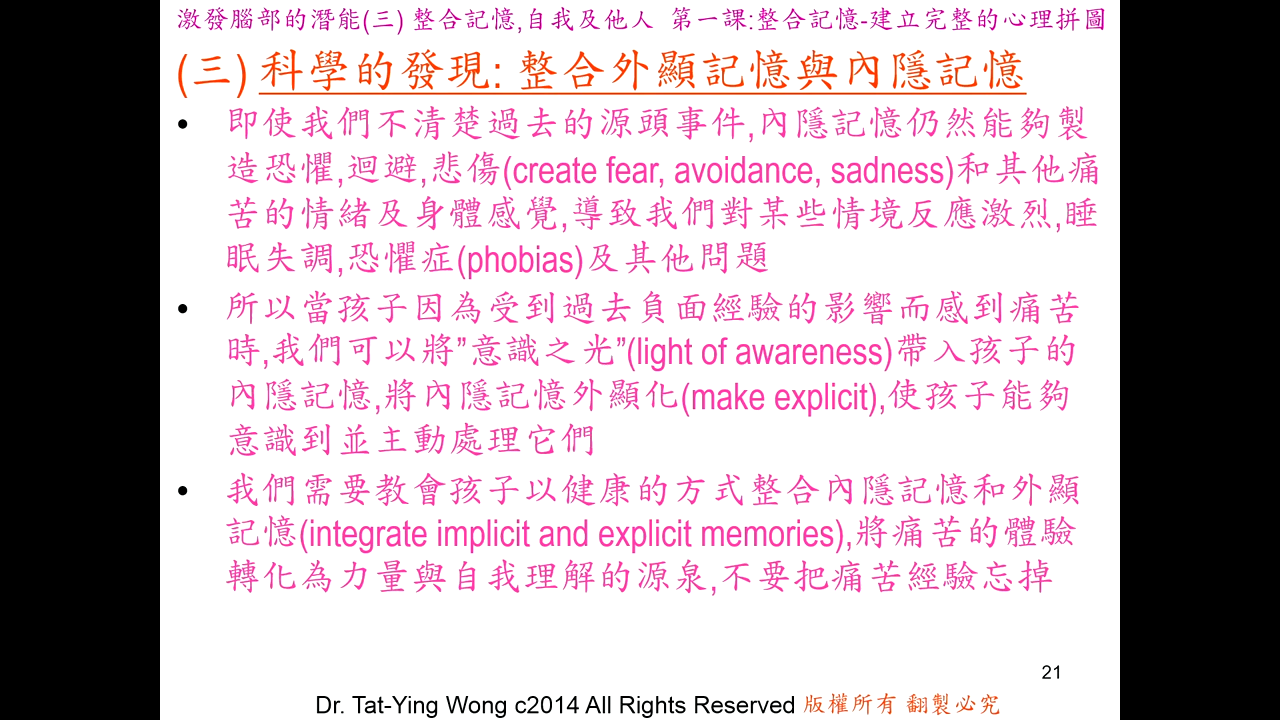 激發腦部的潛能(三) 整合記憶,自我及他人 第一課:整合記憶-建立完整的心理拼圖
(三) 科學的發現: 整合外顯記憶與內隱記憶
• 即使我們不清楚過去的源頭事件,內隱記憶仍然能夠製
造恐懼,迴避,悲傷(create fear, avoidance, sadness)和其他痛
苦的情緒及身體感覺,導致我們對某些情境反應激烈,睡
眠失調,恐懼症(phobias)及其他問題
• 所以當孩子因為受到過去負面經驗的影響而感到痛苦
時,我們可以將”意識之光”(light of awareness)帶入孩子的
內隱記憶,將內隱記憶外顯化(make explicit),使孩子能夠
意識到並主動處理它們
• 我們需要教會孩子以健康的方式整合內隱記憶和外顯
記憶(integrate implicit and explicit memories),將痛苦的體驗
轉化為力量與自我理解的源泉,不要把痛苦經驗忘掉
21
Dr. Tat-Ying Wong c2014 All Rights Reserved 版權所有 翻製必究